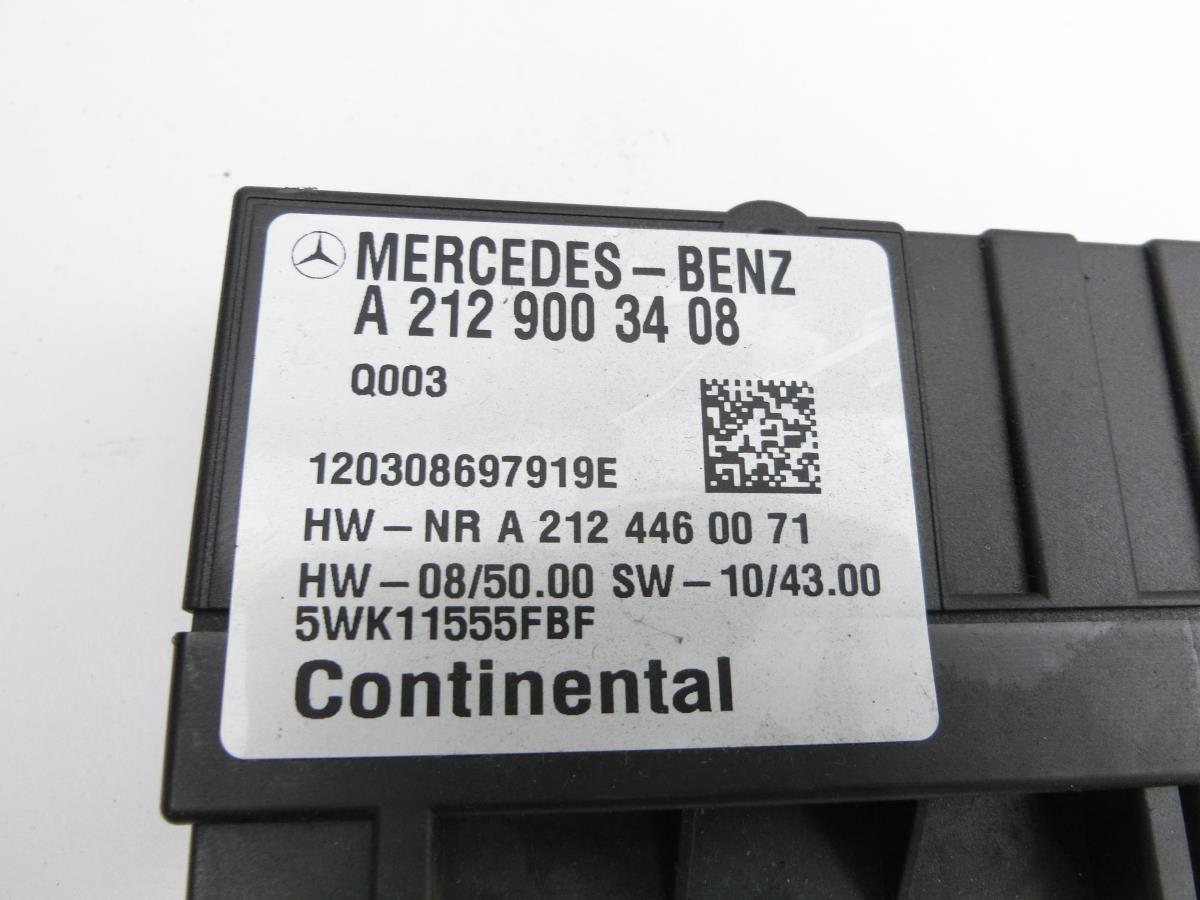 MERCEDES-BENZ
A 212 900 34 08
Q003
120308697919E
HW-NR A 212 446 00 71
HW-08/50.00 SW-10/43.00
5WK11555FBF
Continental